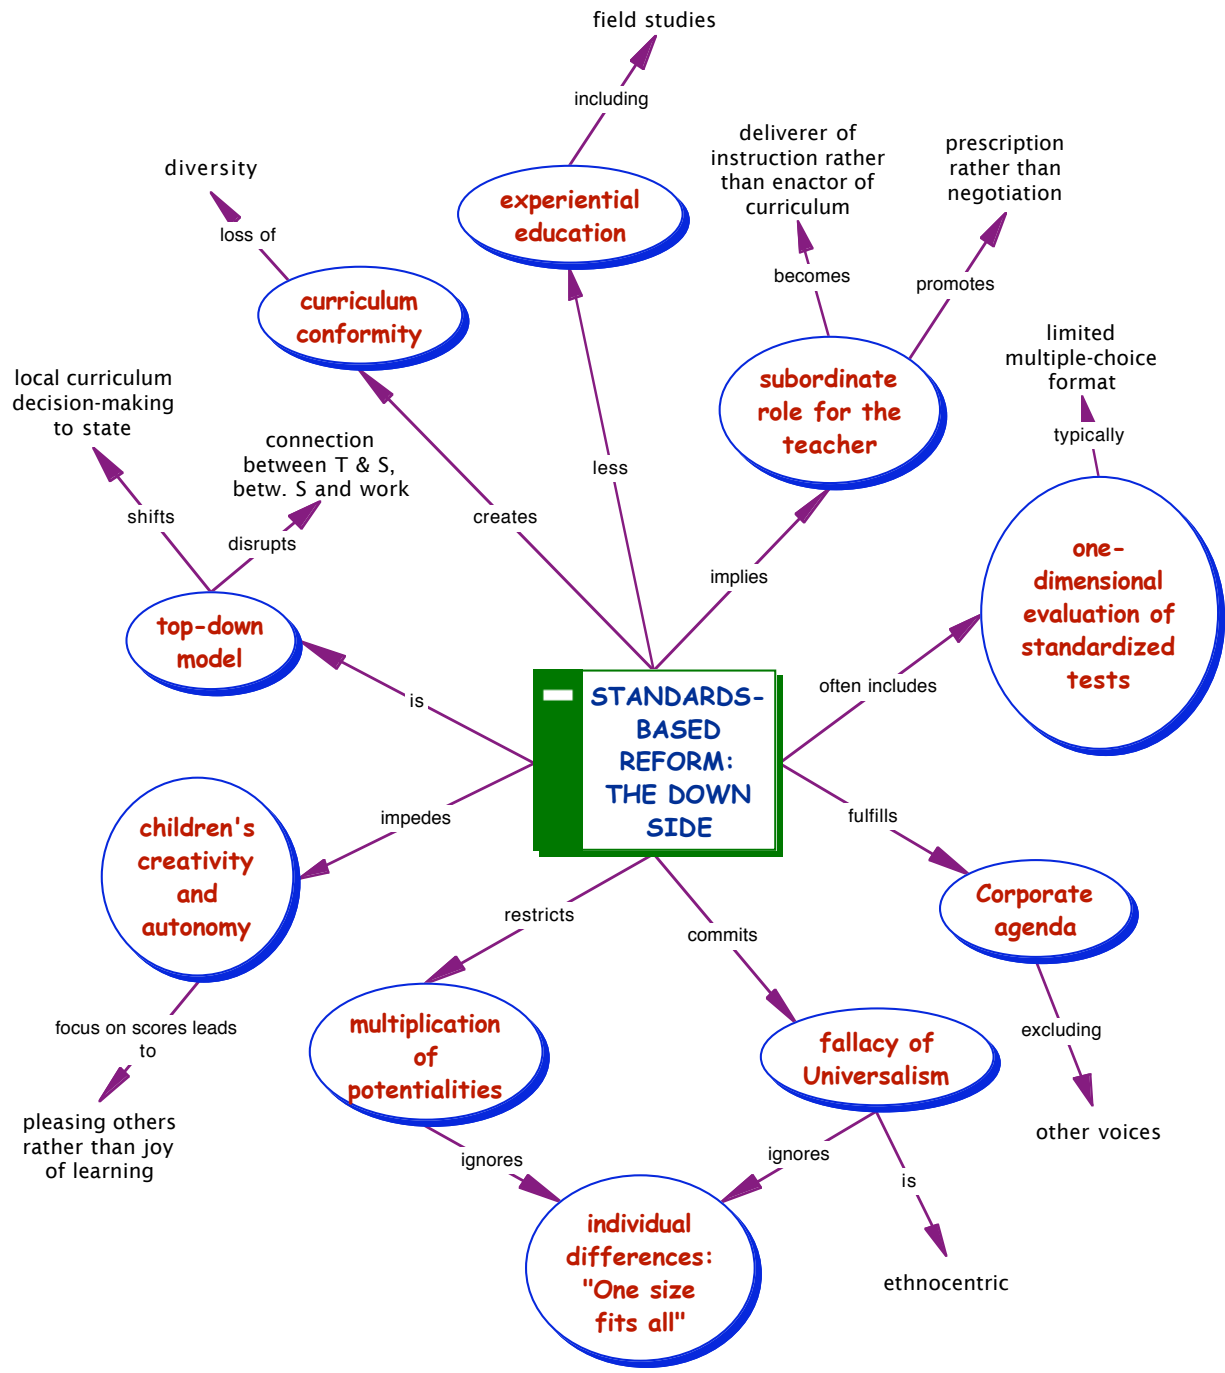 field studies
including
experiential
education
less
diversity
loss of
curriculum
conformity
creates
deliverer of
instruction rather
than enactor of
curriculum
becomes
prescription
rather than
negotiation
promotes
subordinate
role for the
teacher
implies
limited
multiple-choice
format
typically
one-
dimensional
evaluation of
standardized
tests
often includes
local curriculum
decision-making
to state
shifts
connection
between T & S,
betw. S and work
disrupts
top-down
model
is
STANDARDS-
BASED
REFORM:
THE DOWN
SIDE
impedes
children's
creativity
and
autonomy
focus on scores leads
to
pleasing others
rather than joy
of learning
restricts
multiplication
of
potentialities
ignores
commits
fallacy of
Universalism
ignores
is
ethnocentric
individual
differences:
"One size
fits all"
fulfills
Corporate
agenda
excluding
other voices